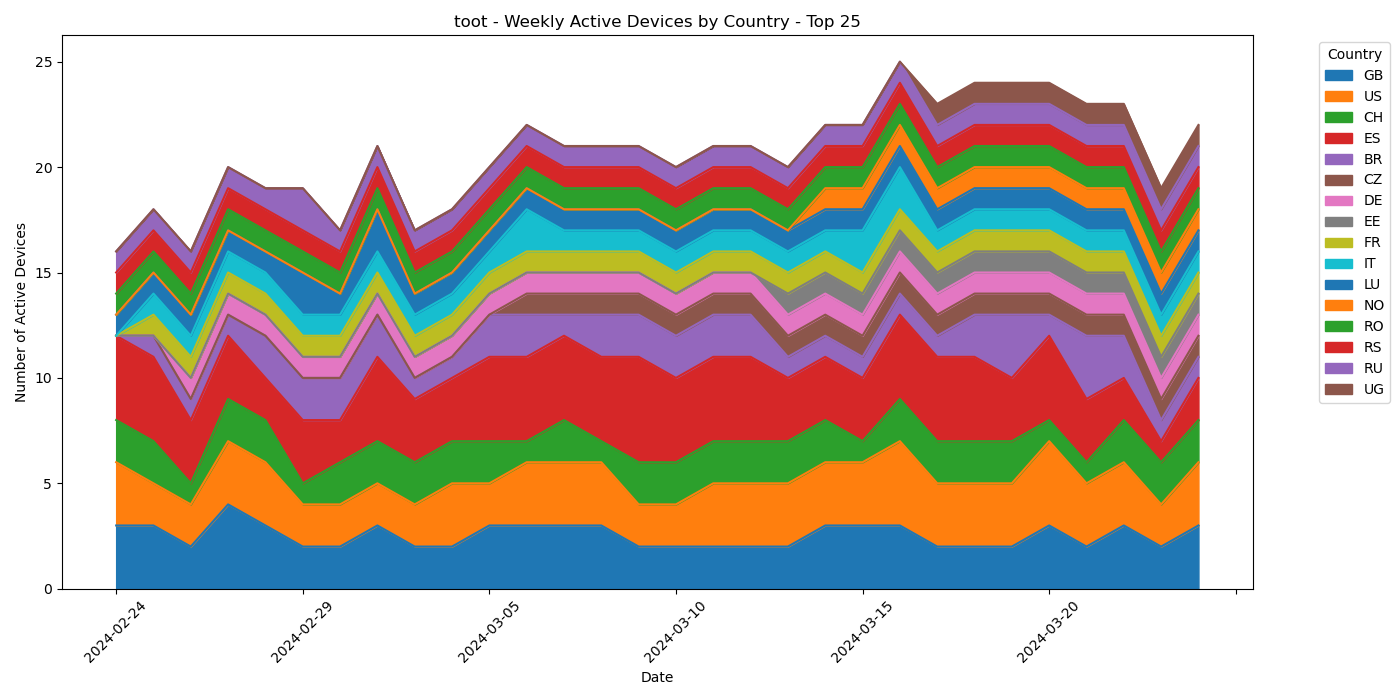 toot - Weekly Active Devices by Country - Top 25
Number of Active Devices
25
20
15
10
5
0
2024-02-24
2024-02-29
2024-03-05
2024-03-10
2024-03-15
2024-03-20
Date
Country
GB
US
CH
ES
BR
CZ
DE
EE
FR
IT
LU
NO
RO
RS
RU
UG